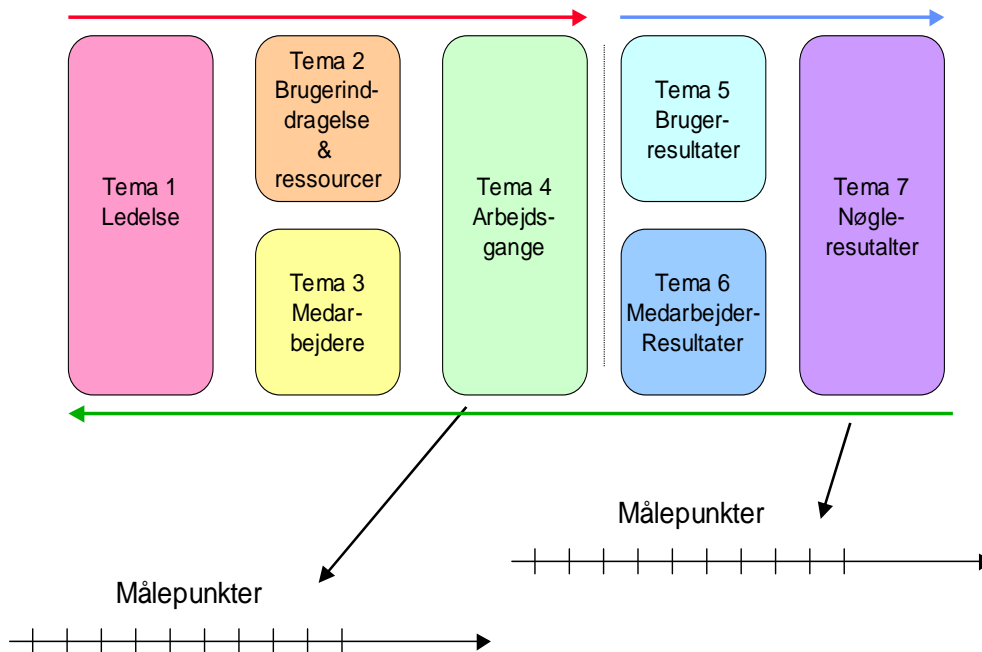 Tema 1
Ledelse
Tema 2
Brugerind-
dragelse
&
ressourcer
Tema 3
Medar-
bejdere
Tema 4
Arbejds-
gange
Tema 5
Bruger-
resultater
Tema 6
Medarbejder-
Resultater
Tema 7
Nøgle-
resutalter
Målepunkter
Målepunkter